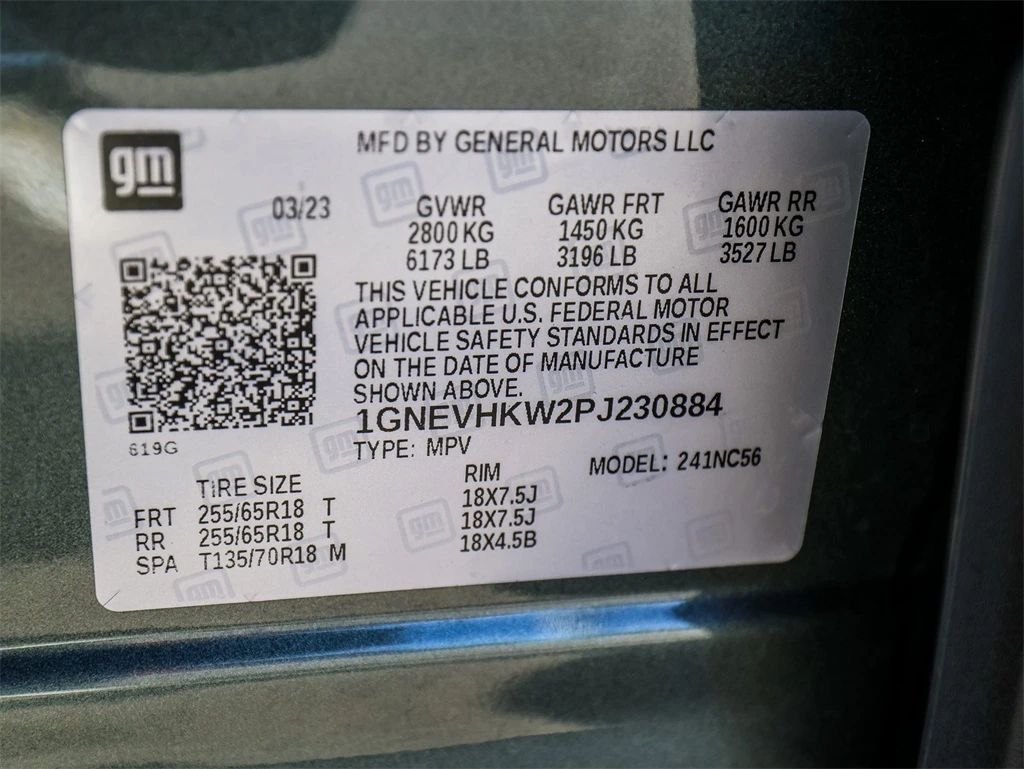 gm
MFD BY GENERAL MOTORS LLC
03/23
GVWR GAWR FRT GAWR RR
2800 KG 1450 KG 1600 KG
6173 LB 3196 LB 3527 LB
THIS VEHICLE CONFORMS TO ALL
APPLICABLE U.S. FEDERAL MOTOR
VEHICLE SAFETY STANDARDS IN EFFECT
ON THE DATE OF MANUFACTURE
SHOWN ABOVE.
1GNEVHKW2PJ230884
819G
TYPE: MPV MODEL: 241NC56
TIRE SIZE RIM
FRT 255/65R18 T 18X7.5J
RR 255/65R18 T 18X7.5J
SPA T135/70R18 M 18X4.5B